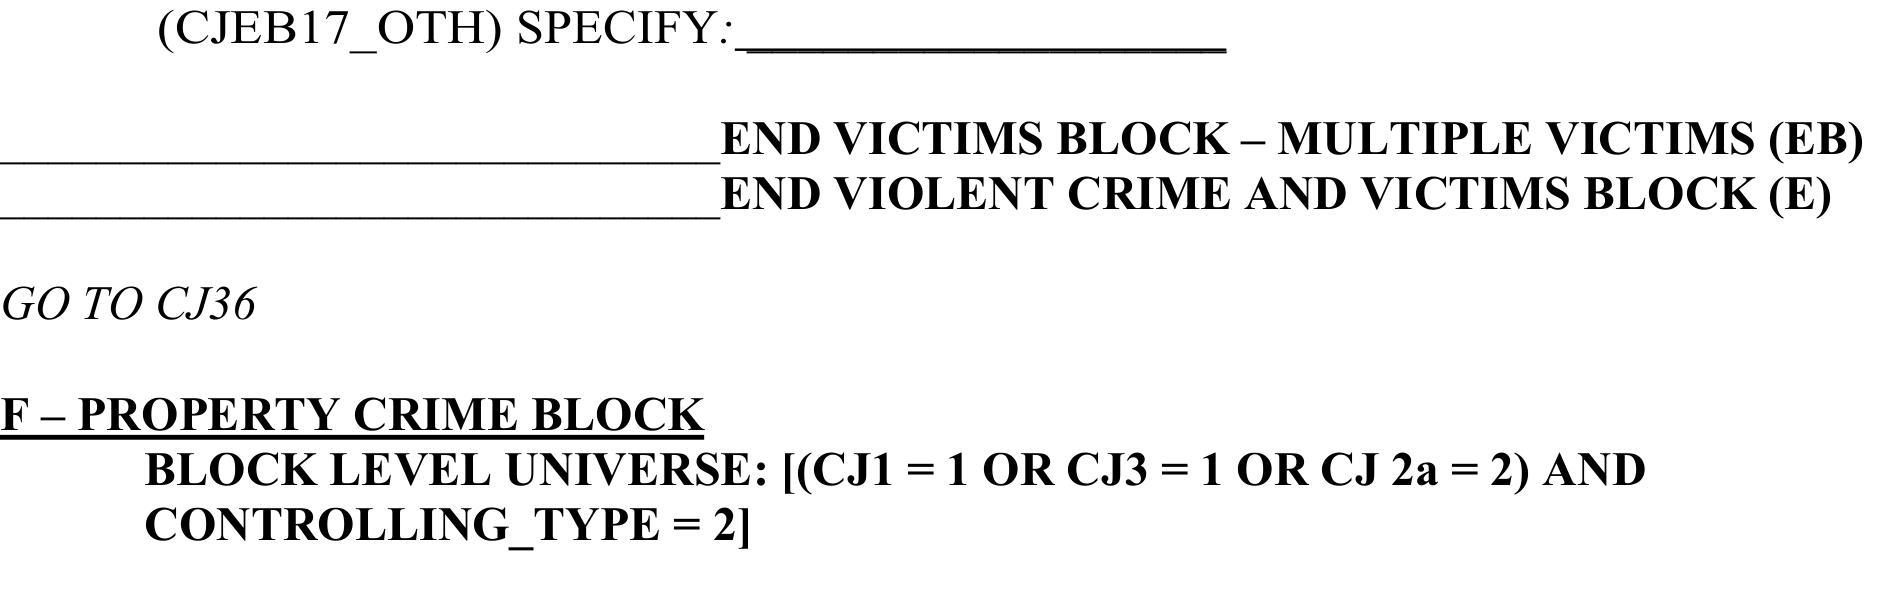 (CJEB17_OTH) SPECIFY:____________________
______________________________END VICTIMS BLOCK – MULTIPLE VICTIMS (EB)
______________________________END VIOLENT CRIME AND VICTIMS BLOCK (E)
GO TO CJ36
F – PROPERTY CRIME BLOCK
BLOCK LEVEL UNIVERSE: [(CJ1 = 1 OR CJ3 = 1 OR CJ 2a = 2) AND
CONTROLLING_TYPE = 2]